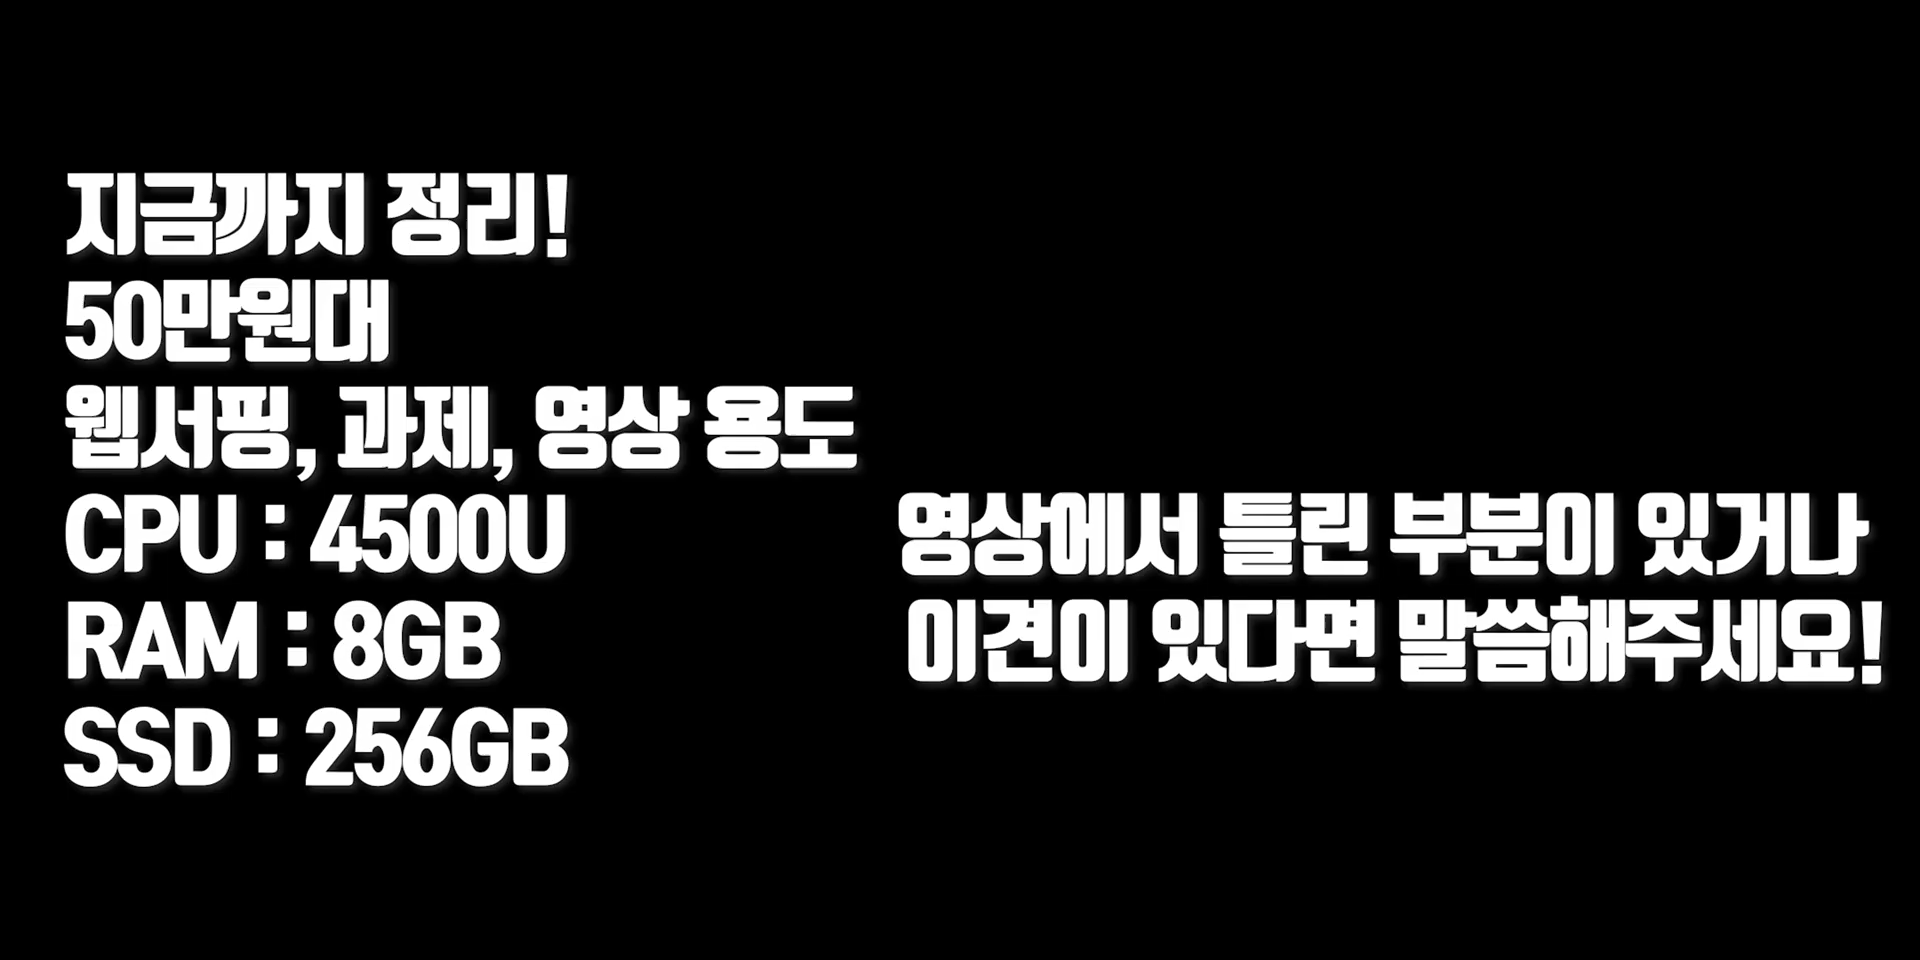 지금까지 정리!
50만원대
웹서핑, 과제, 영상 용도
CPU : 4500U
RAM : 8GB
SSD : 256GB
영상에서 틀린 부분이 있거나
이견이 있다면 말씀해주세요!